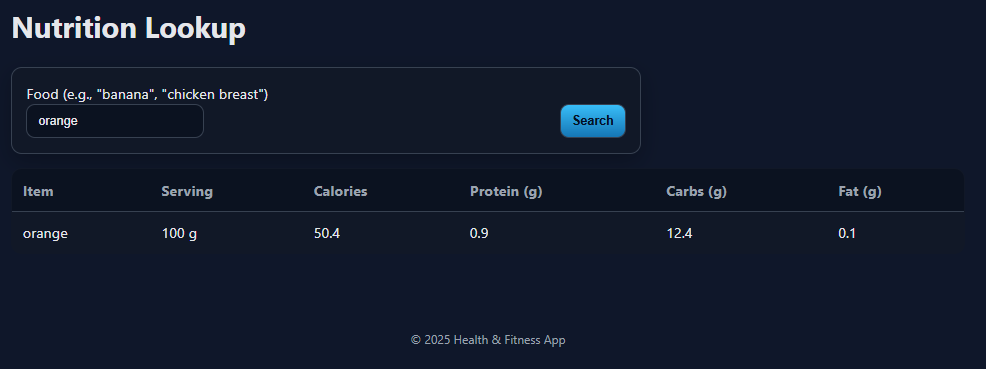 Nutrition Lookup
Food (e.g., "banana", "chicken breast")
orange
Search
Item Serving Calories Protein (g) Carbs (g) Fat (g)
orange 100 g 50.4 0.9 12.4 0.1
© 2025 Health & Fitness App